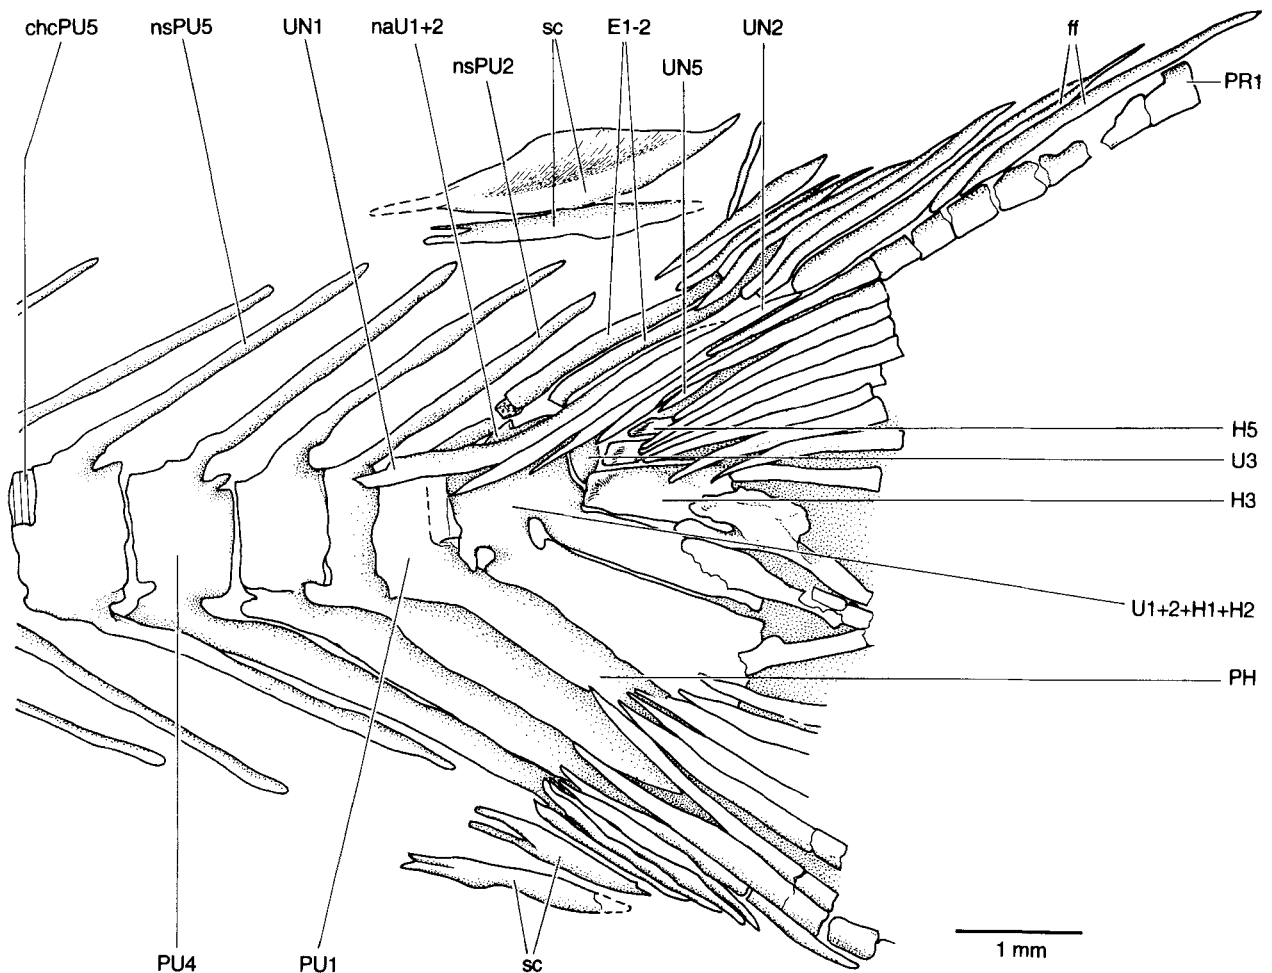 chcPU5 nsPU5 UN1 naU1+2 sc E1-2 UN2 ff
nsPU2 UN5
PR1
H5
U3
H3
U1+2+H1+H2
PH
1 mm
PU4 PU1 sc